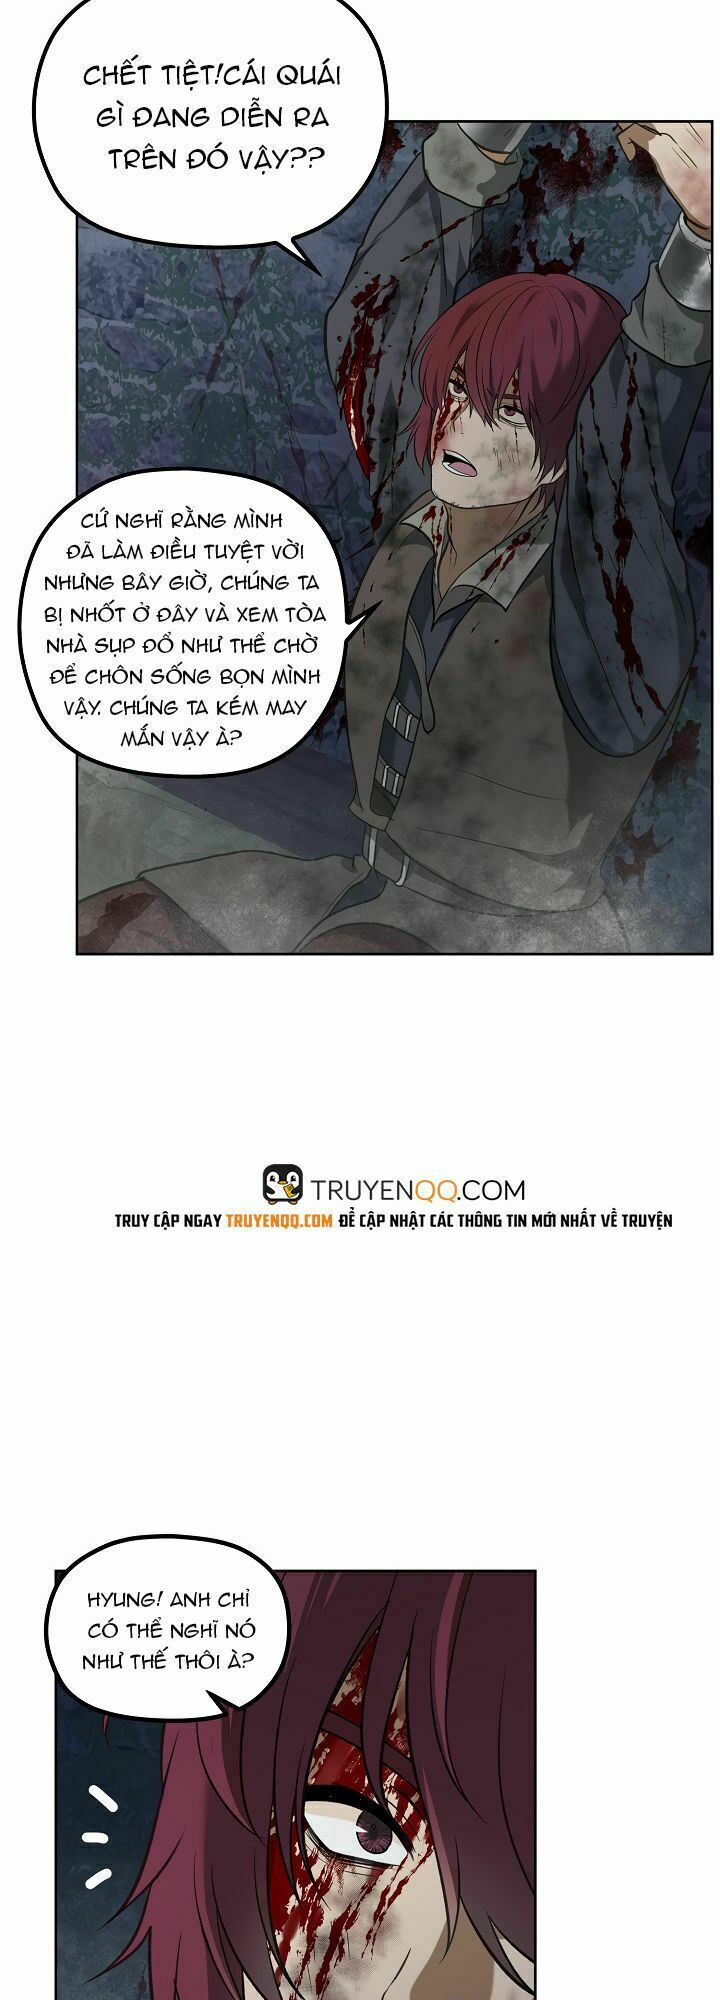 CHẾT TIỆT!CÁI QUÁI
GÌ ĐANG DIỄN RA
TRÊN ĐÓ VẬY??
CỨ NGHĨ RẰNG MÌNH
ĐÃ LÀM ĐIỀU TUYỆT VỜI
NHƯNG BÂY GIỜ, CHÚNG TA
BỊ NHỐT Ở ĐÂY VÀ XEM TÒA
NHÀ SỤP ĐỔ NHƯ THỂ CHỜ
ĐỂ CHÔN SỐNG BỌN MÌNH
VẬY. CHÚNG TA KÉM MAY
MẮN VẬY À?
TRUYENQQ.COM
TRUY CẬP NGAY TRUYENQQ.COM ĐỂ CẬP NHẬT CÁC THÔNG TIN MỚI NHẤT VỀ TRUYỆN
HYUNG! ANH CHỈ
CÓ THỂ NGHĨ NÓ
NHƯ THẾ THÔI À?